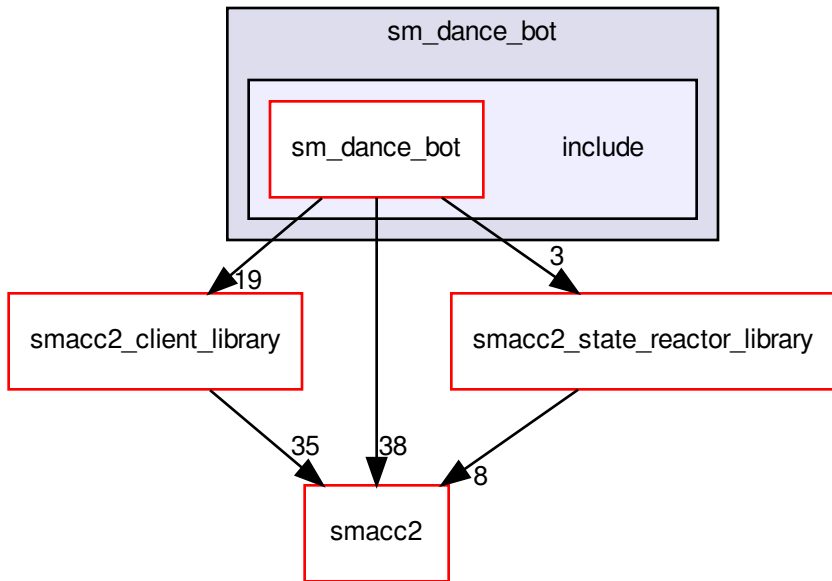 sm_dance_bot
sm_dance_bot
include
3
19
smacc2_client_library
smacc2_state_reactor_library
35
38
8
smacc2